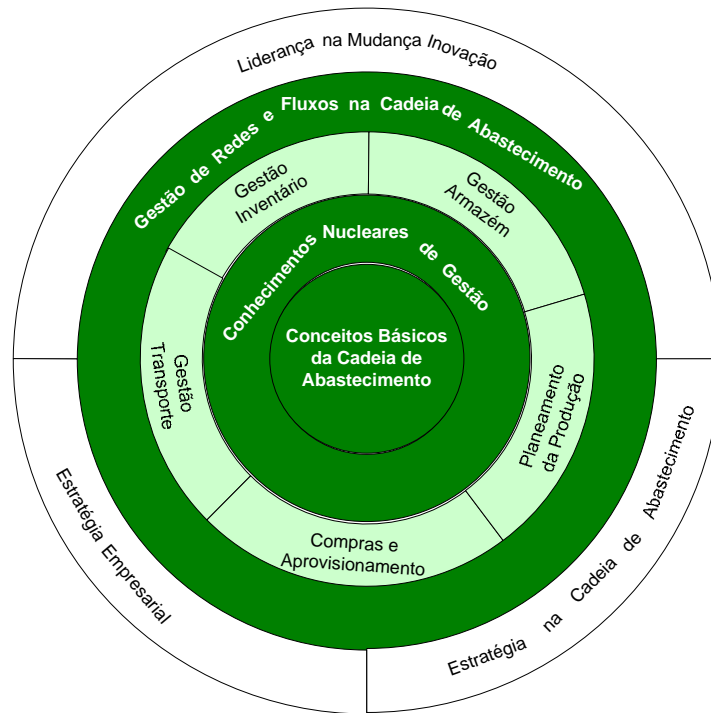 Liderança na Mudança Inovação
Gestão de Redes e Fluxos na Cadeia de Abastecimento
Gestão
Inventário
Gestão
Armazém
Conhecimentos Nucleares de Gestão
Conceitos Básicos
da Cadeia de
Abastecimento
Gestão
Transporte
Planeamento
da Produção
Compras e
Aprovisionamento
Estratégia Empresarial
Estratégia na Cadeia de Abastecimento